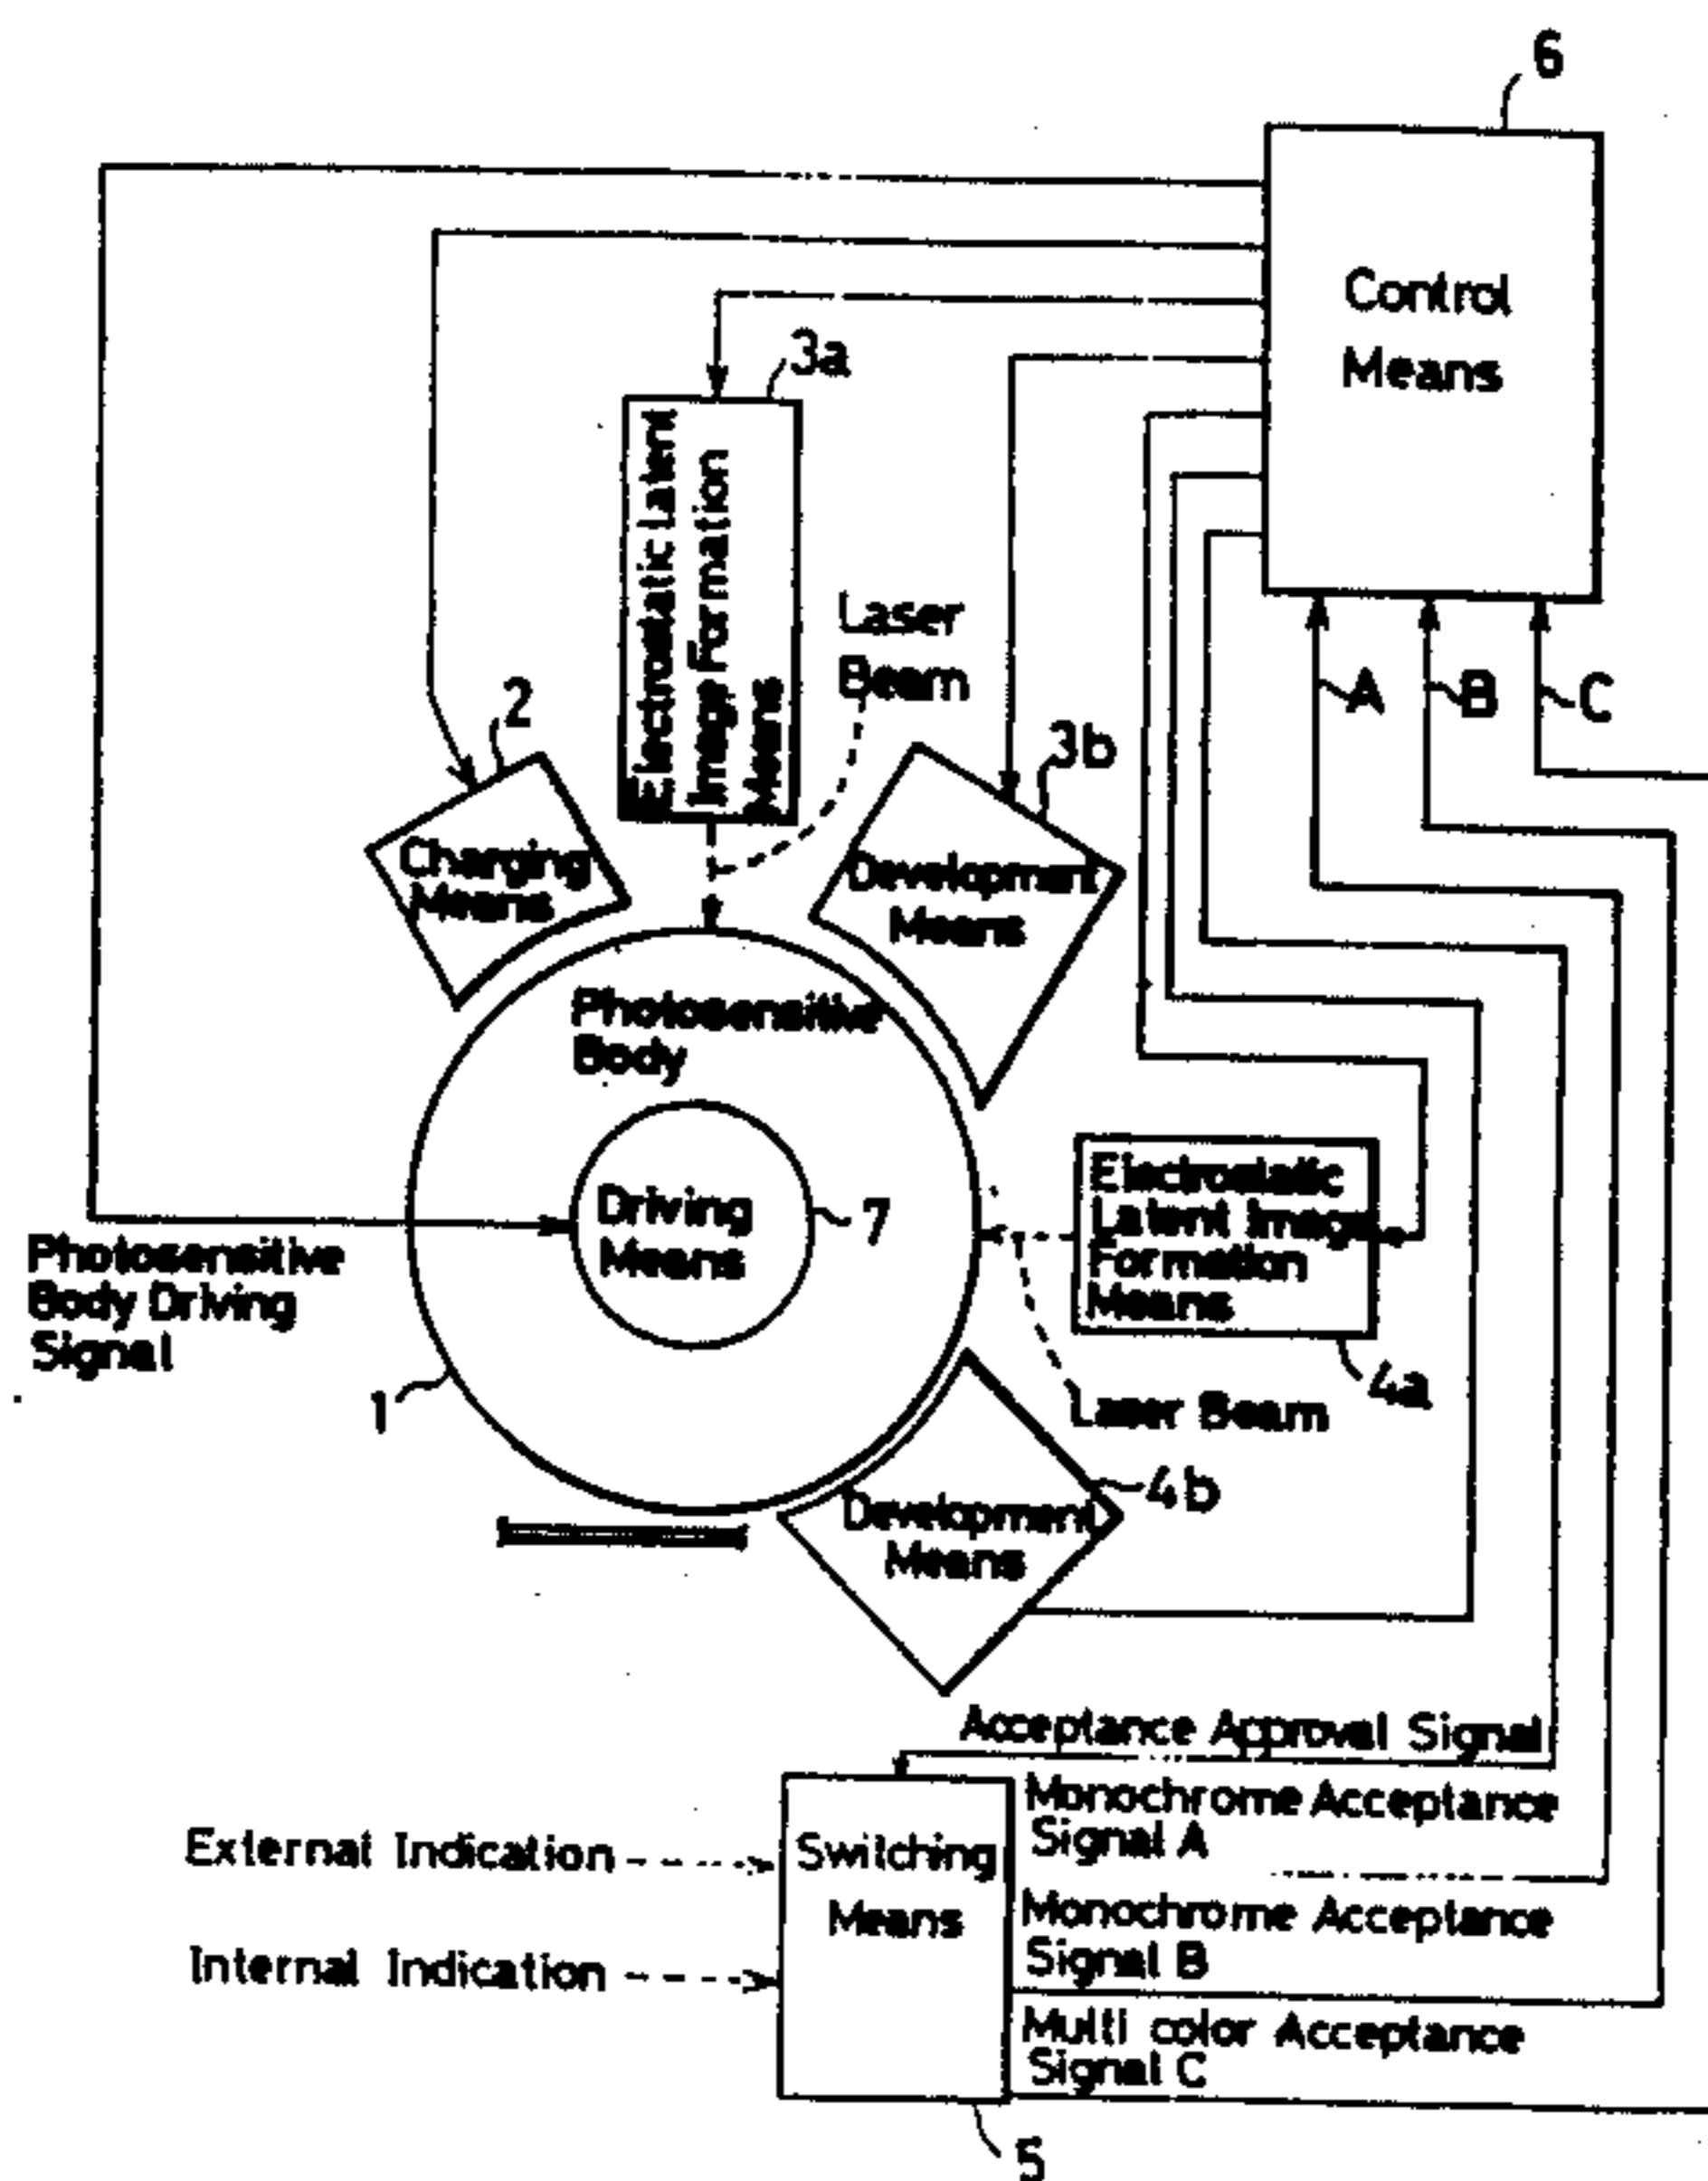 6
Control
Means
3a
Electrostatic Latent
Image Formation
Means
Laser
Beam
A
B
C
2
3b
Charging
Means
Development
Means
Photosensitive
Body
Electrostatic
Latent Image
Formation
Means
Driving
Means
7
Photosensitive
Body Driving
Signal
1
4a
Laser Beam
4b
Development
Means
Acceptance Approval Signal
Monochrome Acceptance
Signal A
External Indication
Switching
Means
Monochrome Acceptance
Signal B
Internal Indication
Multi color Acceptance
Signal C
5